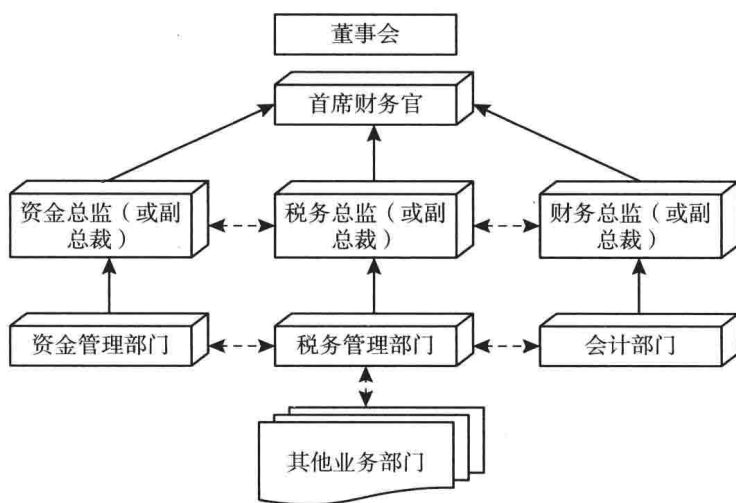 董事会
首席财务官
资金总监（或副
总裁）
税务总监（或副
总裁）
财务总监（或副
总裁）
资金管理部门
税务管理部门
会计部门
其他业务部门